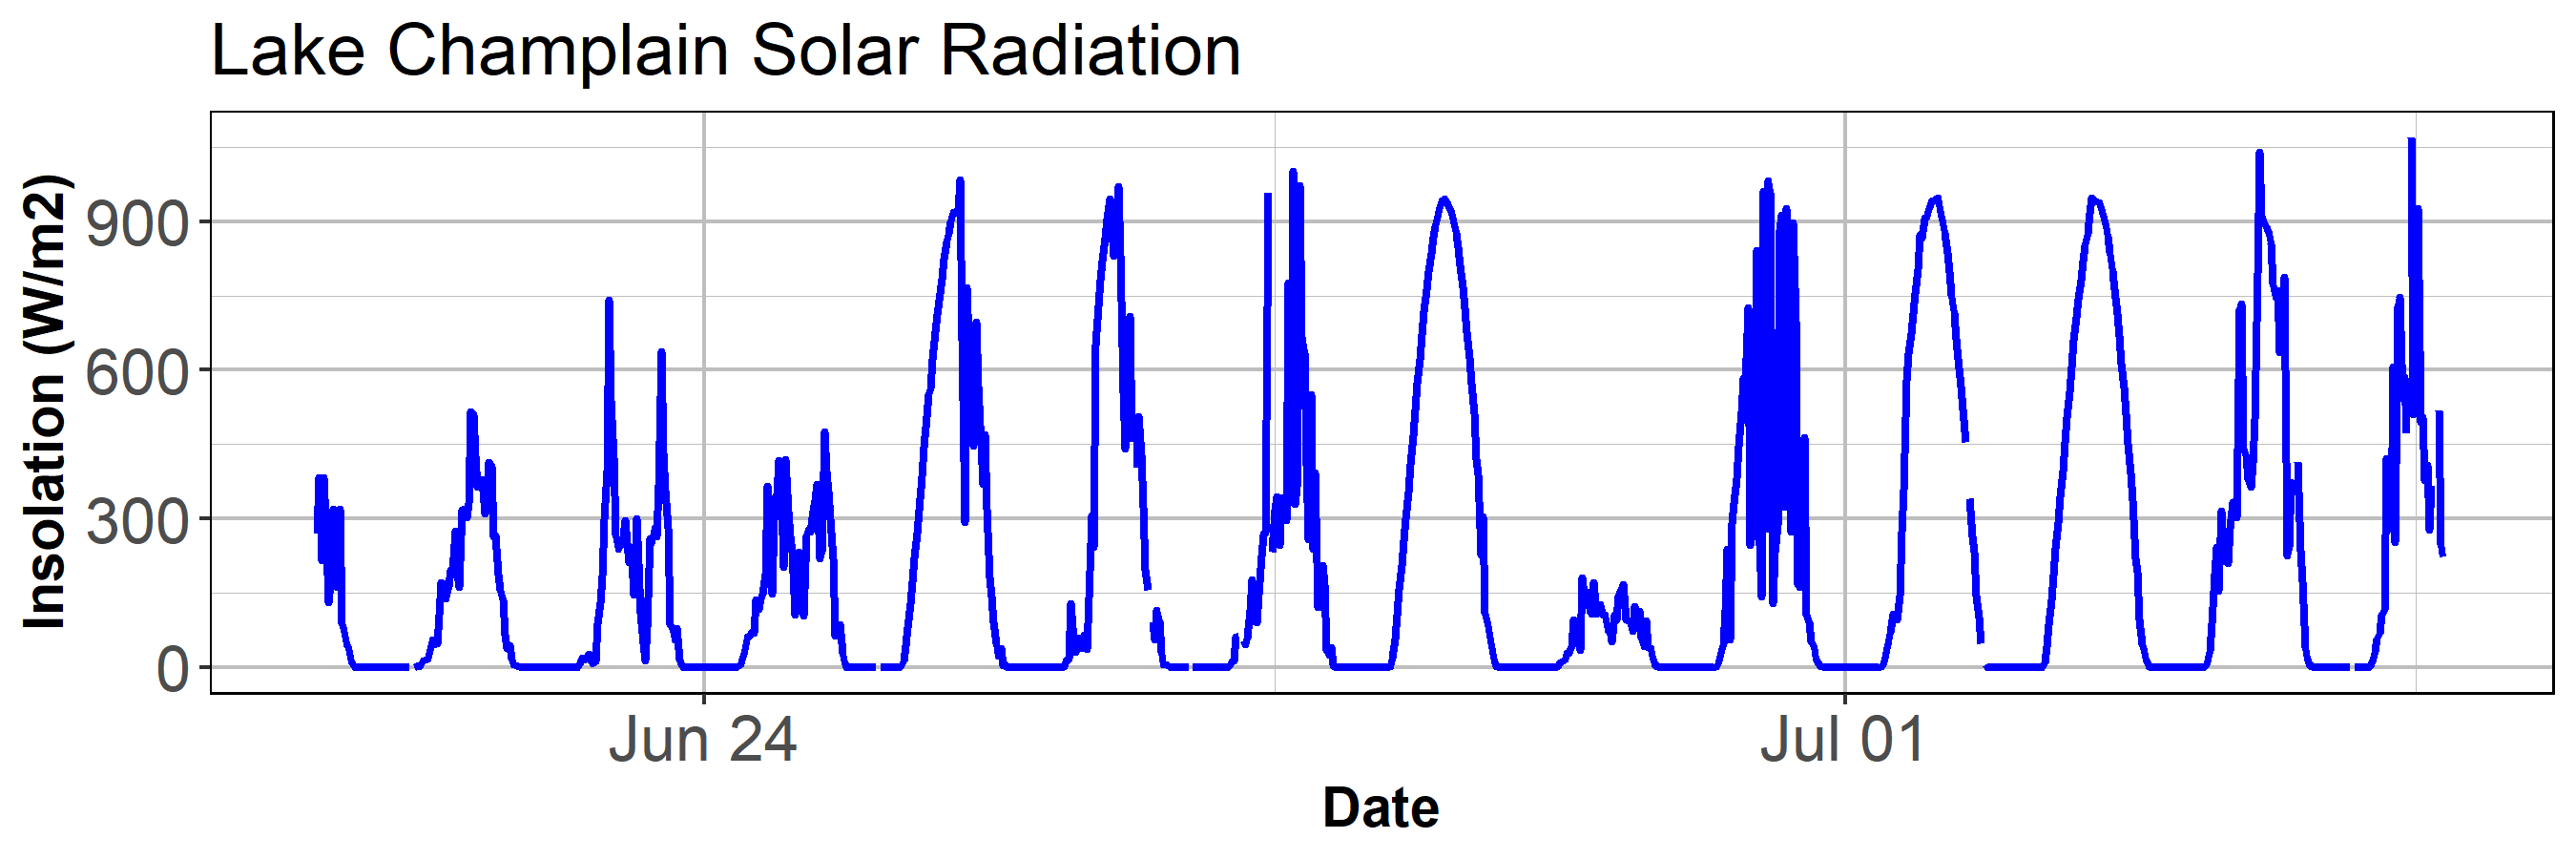 Lake Champlain Solar Radiation
Insolation (W/m2)
900
600
300
0
Jun 24
Jul 01
Date